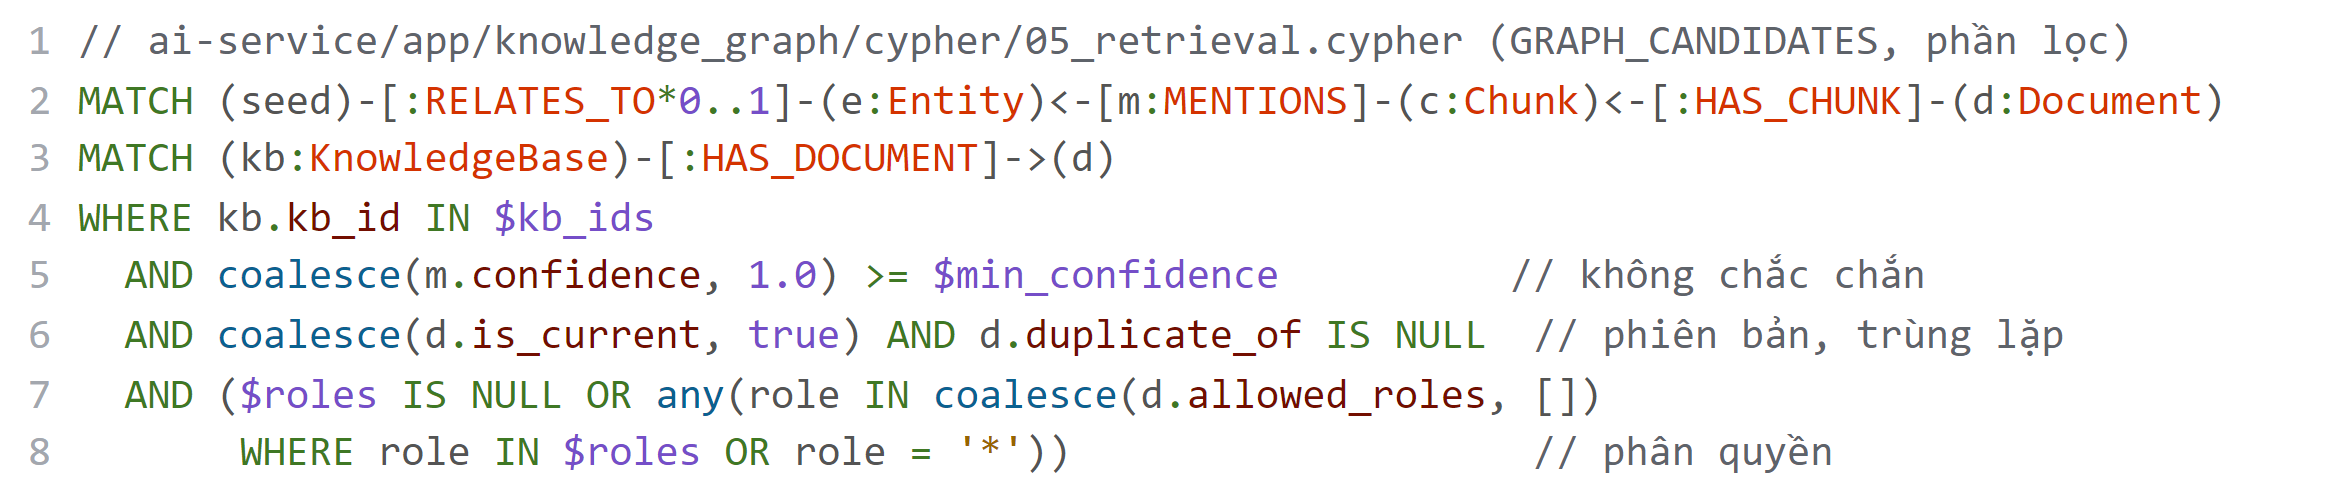 1 // ai-service/app/knowledge_graph/cypher/05_retrieval.cypher (GRAPH_CANDIDATES, phần lọc)
2 MATCH (seed)-[:RELATES_TO*0..1]-(e:Entity)<-[m:MENTIONS]-(c:Chunk)<-[:HAS_CHUNK]-(d:Document)
3 MATCH (kb:KnowledgeBase)-[:HAS_DOCUMENT]->(d)
4 WHERE kb.kb_id IN $kb_ids
5   AND coalesce(m.confidence, 1.0) >= $min_confidence          // không chắc chắn
6   AND coalesce(d.is_current, true) AND d.duplicate_of IS NULL  // phiên bản, trùng lặp
7   AND ($roles IS NULL OR any(role IN coalesce(d.allowed_roles, [])
8        WHERE role IN $roles OR role = '*'))                    // phân quyền